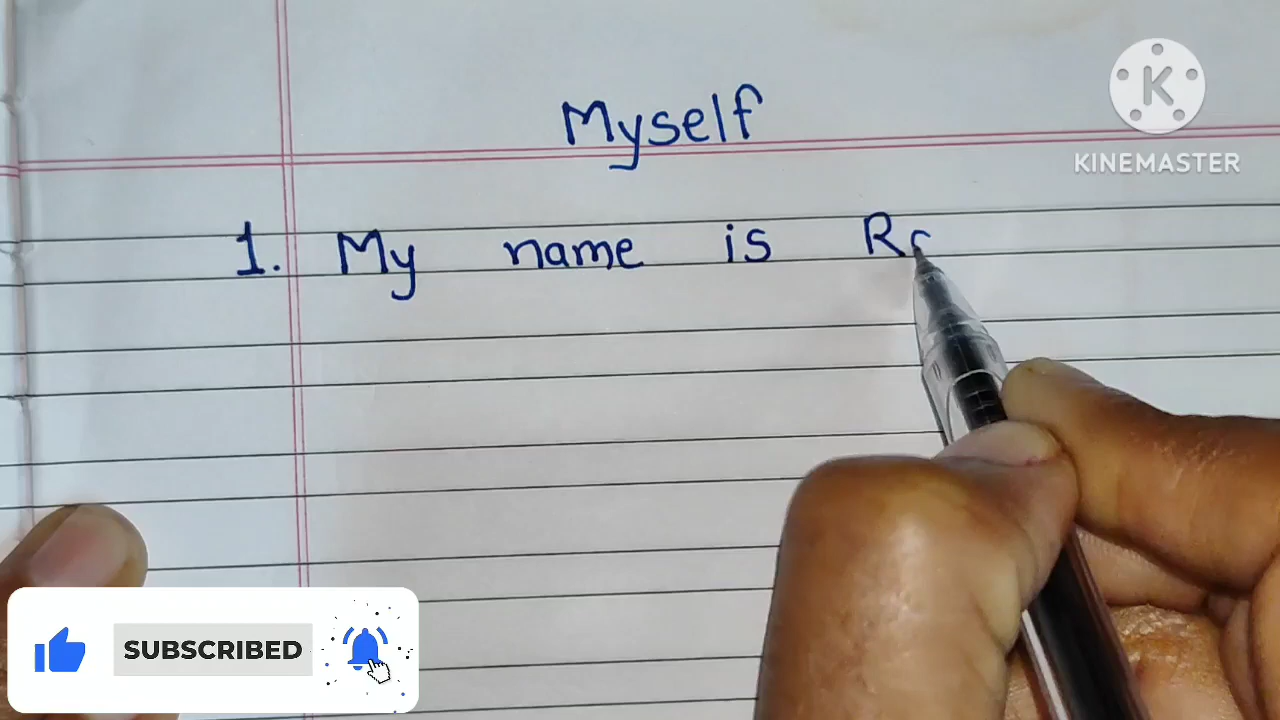 Myself
K
KINEMASTER
1. My name is R
SUBSCRIBED